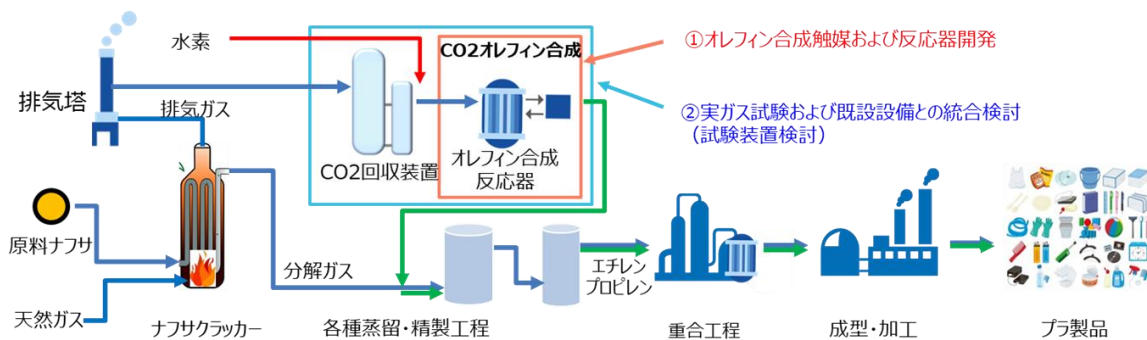 水素
CO2オレフィン合成
①オレフィン合成触媒および反応器開発
排気塔
排気ガス
②実ガス試験および既設設備との統合検討
（試験装置検討）
CO2回収装置
オレフィン合成
反応器
原料ナフサ
分解ガス
エチレン
プロピレン
天然ガス
ナフサクラッカー
各種蒸留・精製工程
重合工程
成型・加工
プラ製品